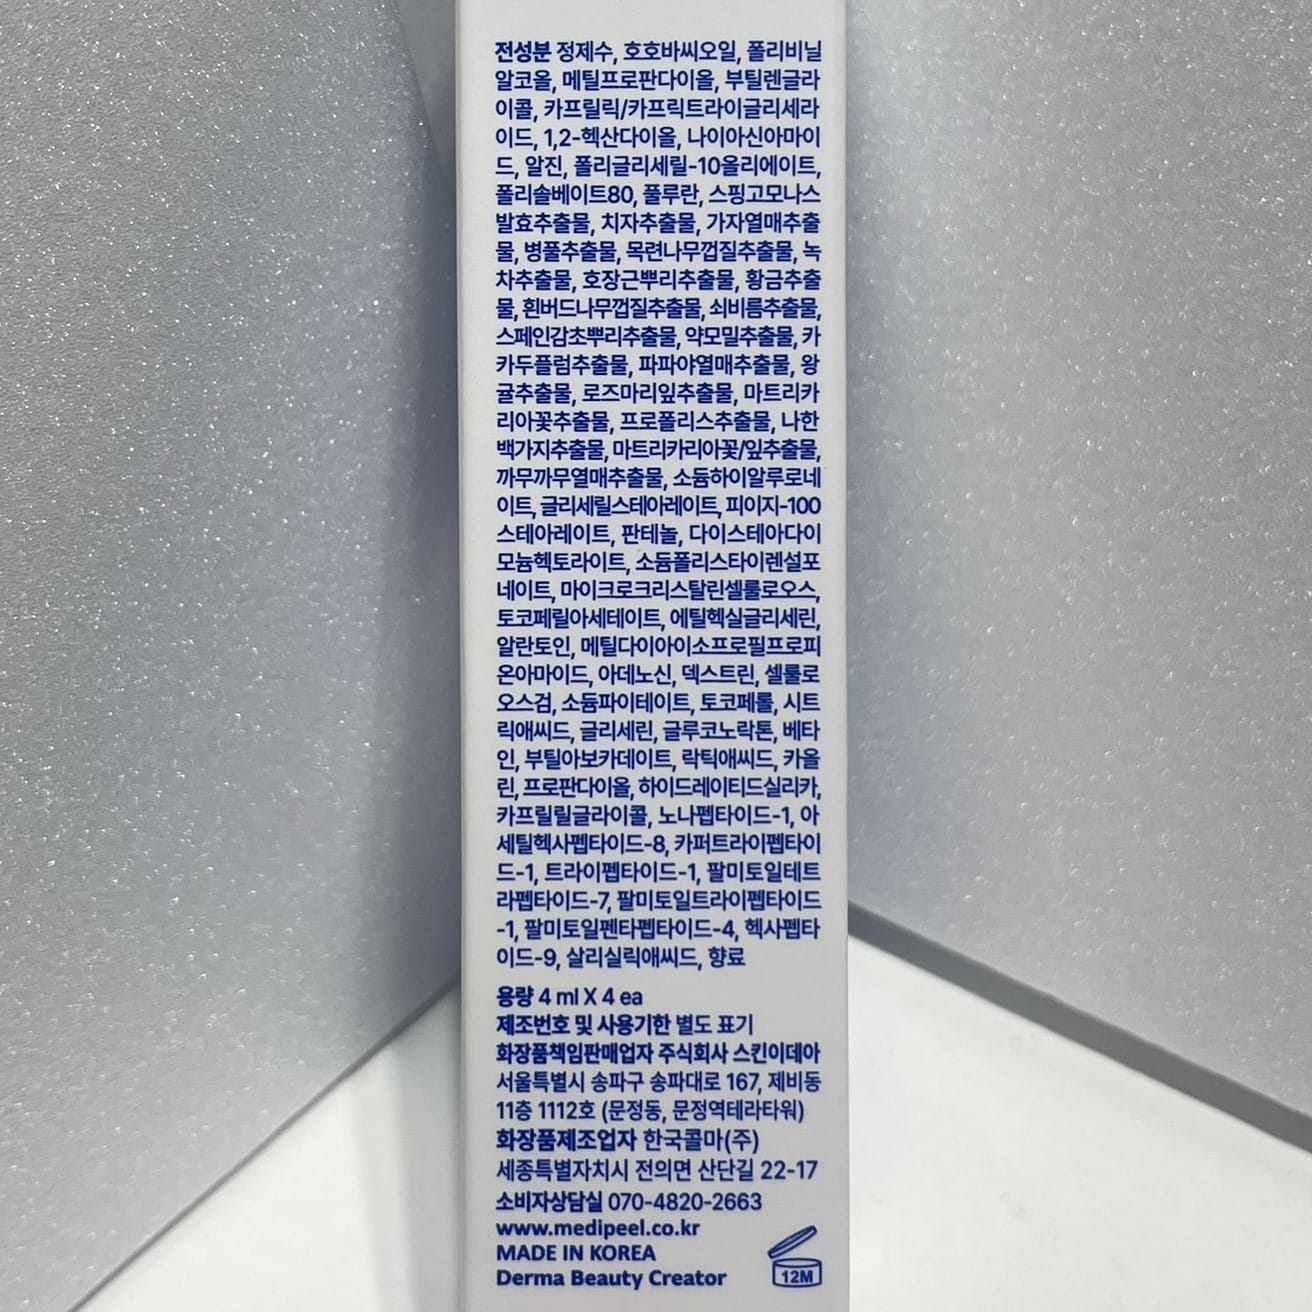 전성분 정제수, 호호바씨오일, 폴리비닐
알코올, 메틸프로판다이올, 부틸렌글라
이콜, 카프릴릭/카프릭트라이글리세라
이드, 1,2-헥산다이올, 나이아신아마이
드, 알진, 폴리글리세릴-10올리에이트,
폴리솔베이트80, 풀루란, 스핑고모나스
발효추출물, 치자추출물, 가자열매추출
물, 병풀추출물, 목련나무껍질추출물, 녹
차추출물, 호장근뿌리추출물, 황금추출
물, 흰버드나무껍질추출물, 쇠비름추출물,
스페인감초뿌리추출물, 약모밀추출물, 카
카두플럼추출물, 파파야열매추출물, 왕
귤추출물, 로즈마리잎추출물, 마트리카
리아꽃추출물, 프로폴리스추출물, 나한
백가지추출물, 마트리카리아꽃/잎추출물,
까무까무열매추출물, 소듐하이알루로네
이트, 글리세릴스테아레이트, 피이지-100
스테아레이트, 판테놀, 다이스테아다이
모늄헥토라이트, 소듐폴리스타이렌설포
네이트, 마이크로크리스탈린셀룰로오스,
토코페릴아세테이트, 에틸헥실글리세린,
알란토인, 메틸다이아이소프로필프로피
온아마이드, 아데노신, 덱스트린, 셀룰로
오스검, 소듐파이테이트, 토코페롤, 시트
릭애씨드, 글리세린, 글루코노락톤, 베타
인, 부틸아보카데이트, 락틱애씨드, 카올
린, 프로판다이올, 하이드레이티드실리카,
카프릴릴글라이콜, 노나펩타이드-1, 아
세틸헥사펩타이드-8, 카퍼트라이펩타이
드-1, 트라이펩타이드-1, 팔미토일테트
라펩타이드-7, 팔미토일트라이펩타이드
-1, 팔미토일펜타펩타이드-4, 헥사펩타
이드-9, 살리실릭애씨드, 향료
용량 4 ml X 4 ea
제조번호 및 사용기한 별도 표기
화장품책임판매업자 주식회사 스킨이데아
서울특별시 송파구 송파대로 167, 제비동
11층 1112호 (문정동, 문정역테라타워)
화장품제조업자 한국콜마(주)
세종특별자치시 전의면 산단길 22-17
소비자상담실 070-4820-2663
www.medipeel.co.kr
MADE IN KOREA
Derma Beauty Creator
12M